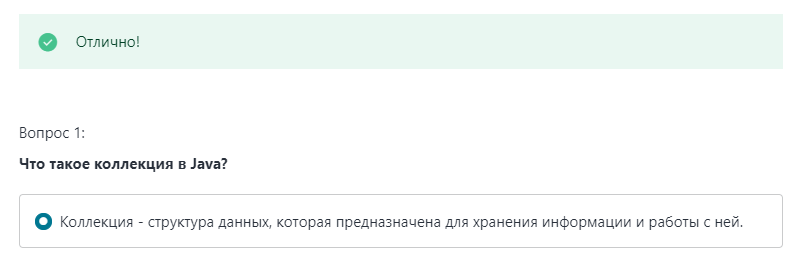 Отлично!
Вопрос 1:
Что такое коллекция в Java?
Коллекция - структура данных, которая предназначена для хранения информации и работы с ней.